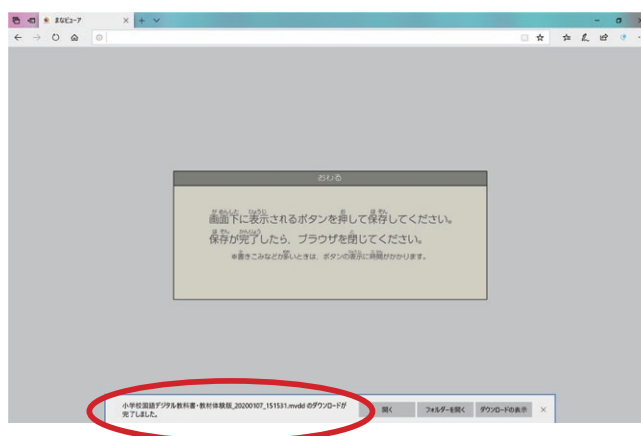 まなビューア
おわる
画面下に表示されるボタンを押して保存してください。
保存が完了したら、ブラウザを閉じてください。
※書きこみなどが多いときは、ボタンの表示に時間がかかります。
小学校国語デジタル教科書・教材体験版_20200107_151531.mvdd のダウンロードが
完了しました。
開く
フォルダーを開く
ダウンロードの表示